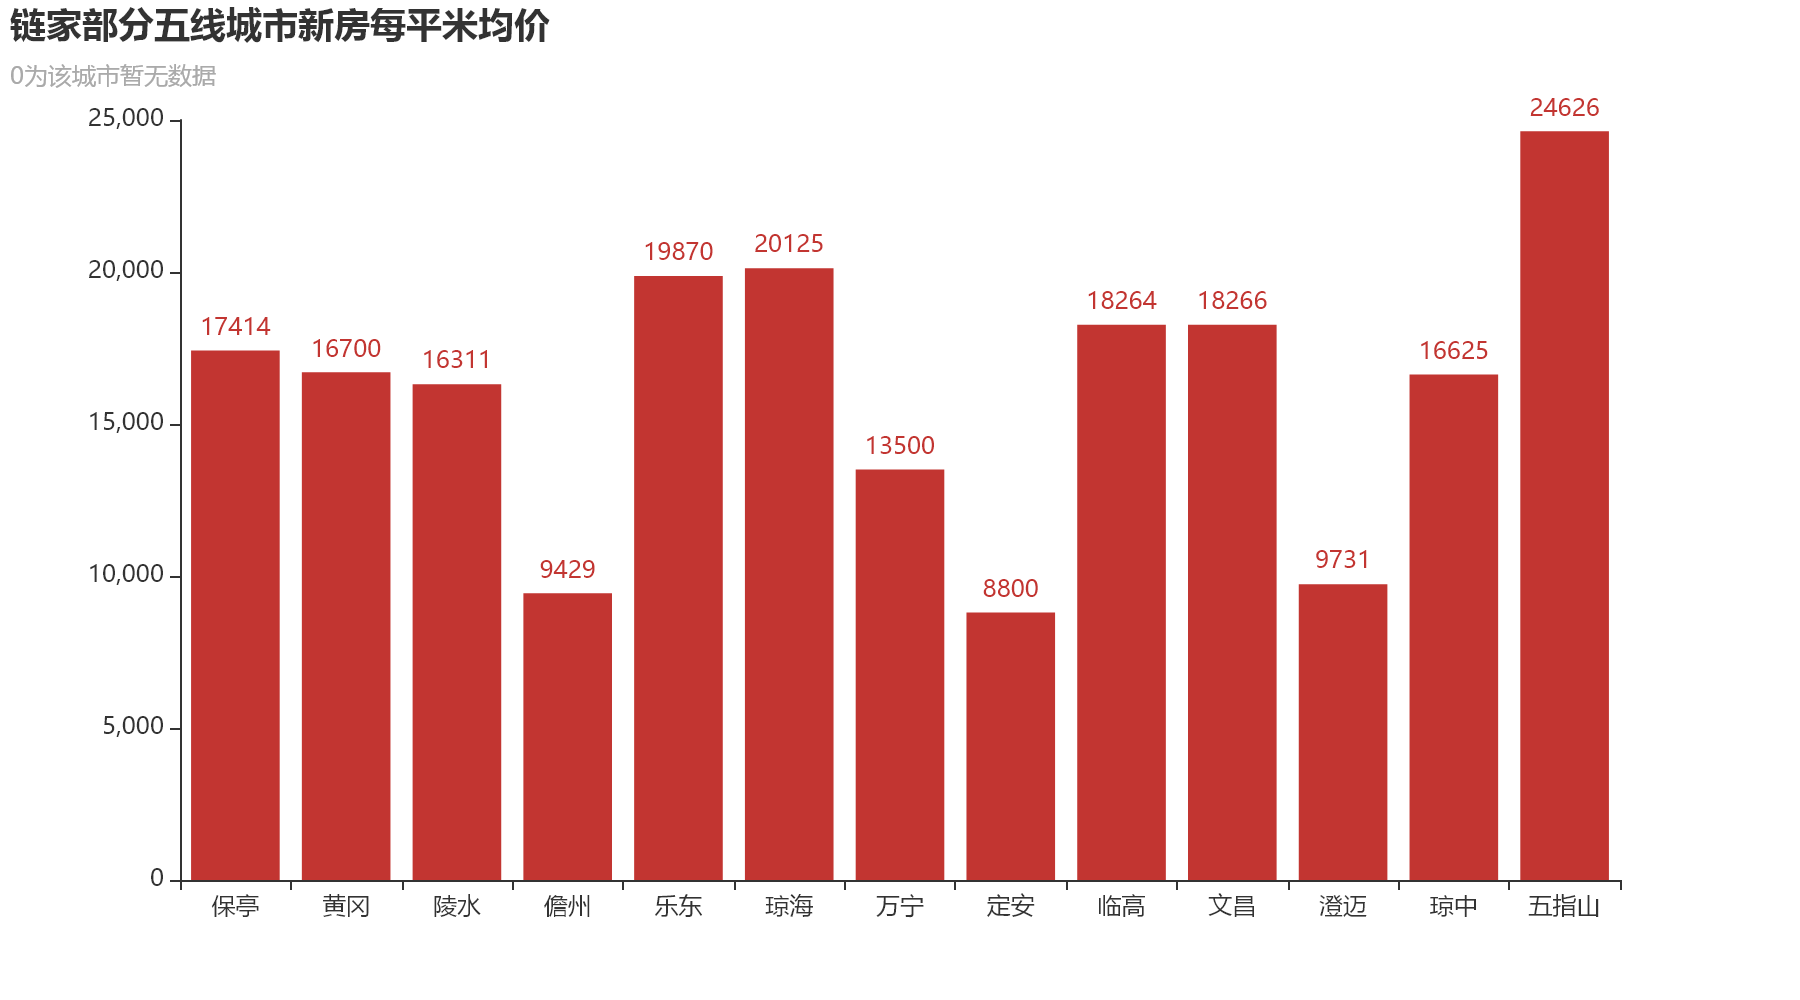 链家部分五线城市新房每平米均价
0为该城市暂无数据
25,000
20,000
15,000
10,000
5,000
0
17414
16700
16311
9429
19870
20125
13500
8800
18264
18266
9731
16625
24626
保亭
黄冈
陵水
儋州
乐东
琼海
万宁
定安
临高
文昌
澄迈
琼中
五指山